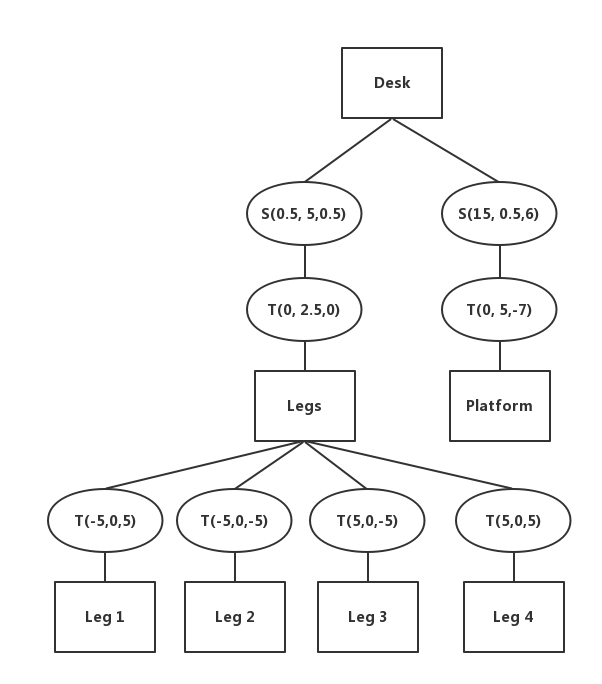 Desk
S(0.5, 5,0.5)
S(15, 0.5,6)
T(0, 2.5,0)
T(0, 5,-7)
Legs
Platform
T(-5,0,5)
T(-5,0,-5)
T(5,0,-5)
T(5,0,5)
Leg 1
Leg 2
Leg 3
Leg 4